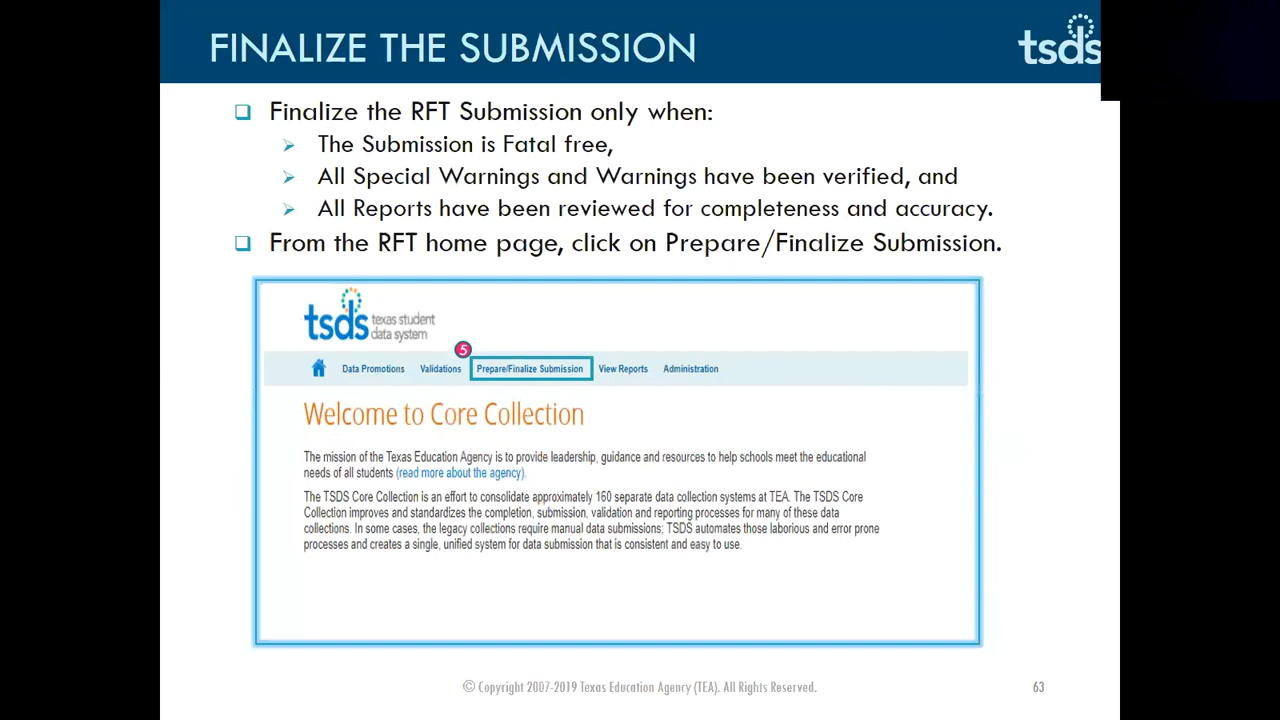 FINALIZE THE SUBMISSION
tsds
Finalize the RFT Submission only when:
The Submission is Fatal free,
All Special Warnings and Warnings have been verified, and
All Reports have been reviewed for completeness and accuracy.
From the RFT home page, click on Prepare/Finalize Submission.
tsds texas student
data system
5
Data Promotions Validations Prepare/Finalize Submission View Reports Administration
Welcome to Core Collection
The mission of the Texas Education Agency is to provide leadership, guidance and resources to help schools meet the educational
needs of all students (read more about the agency).
The TSDS Core Collection is an effort to consolidate approximately 160 separate data collection systems at TEA. The TSDS Core
Collection improves and standardizes the completion, submission, validation and reporting processes for many of these data
collections. In some cases, the legacy collections require manual data submissions; TSDS automates those laborious and error prone
processes and creates a single, unified system for data submission that is consistent and easy to use.
© Copyright 2007-2019 Texas Education Agency (TEA). All Rights Reserved.
63